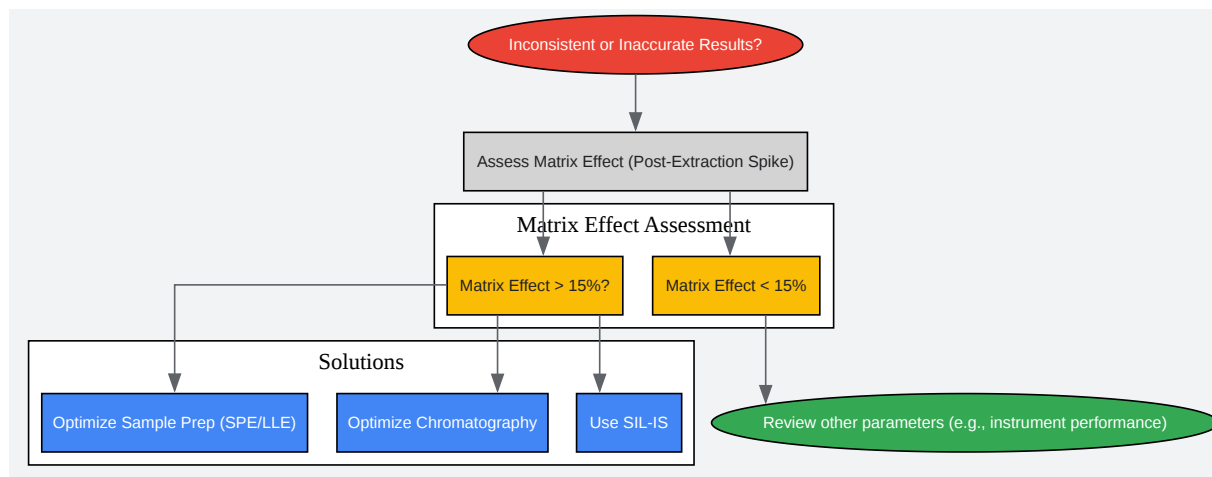 Inconsistent or Inaccurate Results?
Assess Matrix Effect (Post-Extraction Spike)
Matrix Effect Assessment
Matrix Effect > 15%?
Matrix Effect < 15%
Solutions
Optimize Sample Prep (SPE/LLE)
Optimize Chromatography
Use SIL-IS
Review other parameters (e.g., instrument performance)